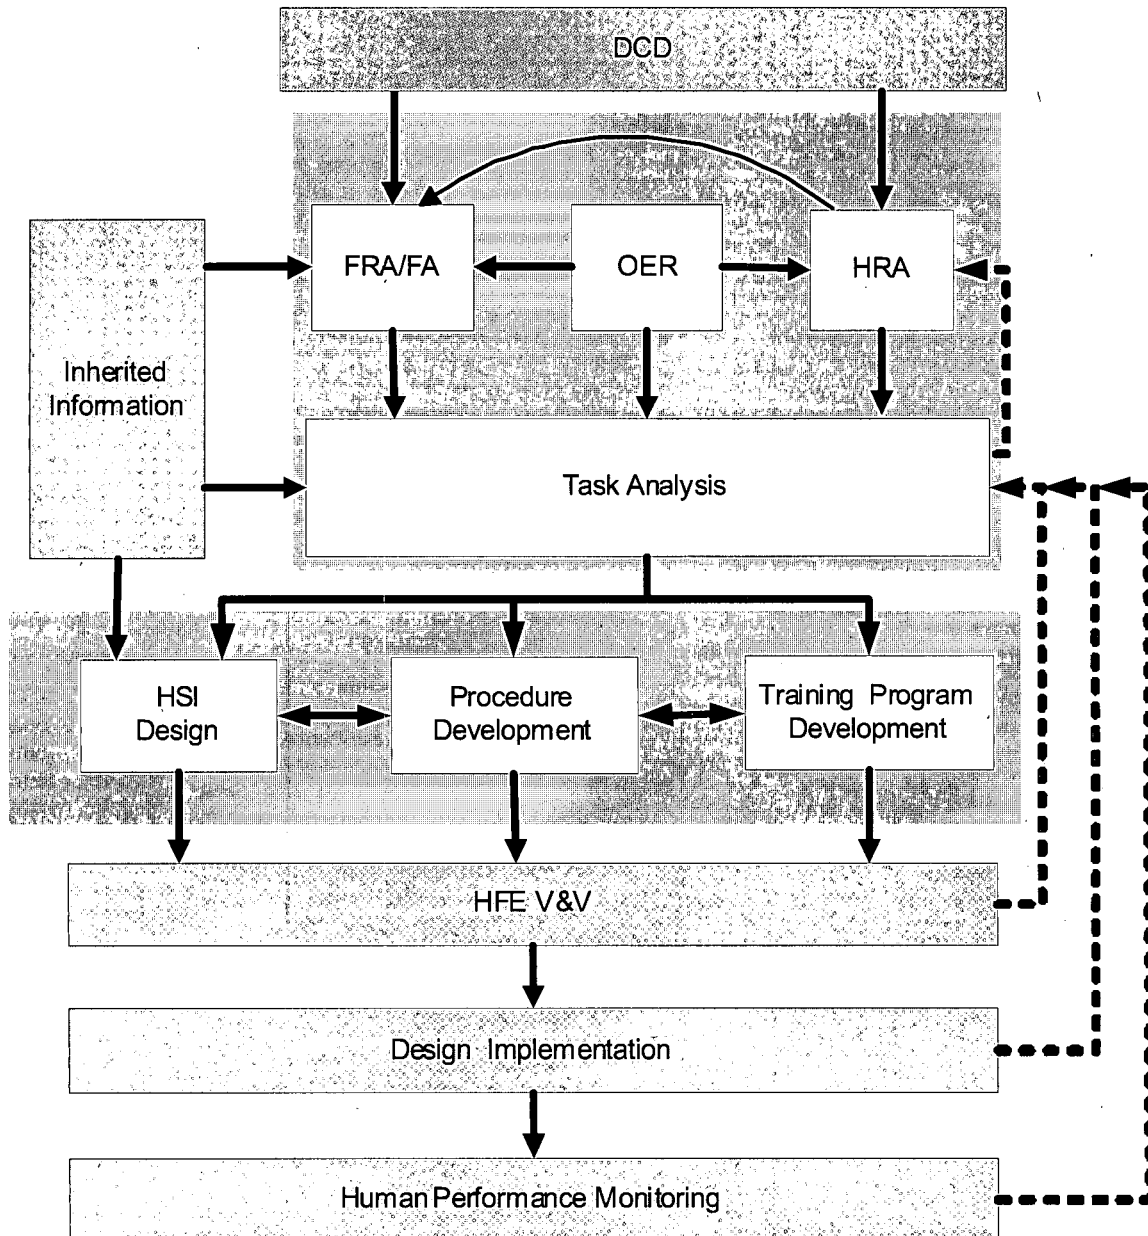 DCD
FRA/FA
OER
HRA
Inherited
Information
Task Analysis
HSI
Design
Procedure
Development
Training Program
Development
HFE V&V
Design Implementation
Human Performance Monitoring